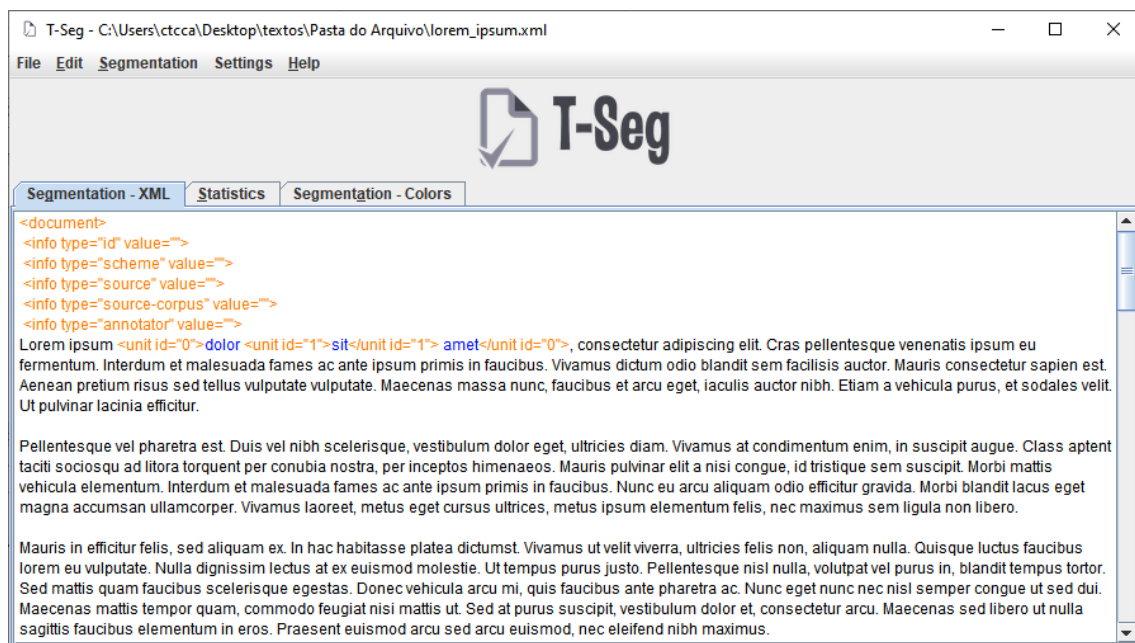 T-Seg - C:\Users\ctcca\Desktop\textos\Pasta do Arquivo\lorem_ipsum.xml
File Edit Segmentation Settings Help
T-Seg
Segmentation - XML Statistics Segmentation - Colors
<document>
<info type="id" value="">
<info type="scheme" value="">
<info type="source" value="">
<info type="source-corpus" value="">
<info type="annotator" value="">
Lorem ipsum <unit id="0">dolor <unit id="1">sit</unit id="1"> amet</unit id="0">, consectetur adipiscing elit. Cras pellentesque venenatis ipsum eu
fermentum. Interdum et malesuada fames ac ante ipsum primis in faucibus. Vivamus dictum odio blandit sem facilisis auctor. Mauris consectetur sapien est.
Aenean pretium risus sed tellus vulputate vulputate. Maecenas massa nunc, faucibus et arcu eget, iaculis auctor nibh. Etiam a vehicula purus, et sodales velit.
Ut pulvinar lacinia efficitur.
Pellentesque vel pharetra est. Duis vel nibh scelerisque, vestibulum dolor eget, ultricies diam. Vivamus at condimentum enim, in suscipit augue. Class aptent
taciti sociosqu ad litora torquent per conubia nostra, per inceptos himenaeos. Mauris pulvinar elit a nisi congue, id tristique sem suscipit. Morbi mattis
vehicula elementum. Interdum et malesuada fames ac ante ipsum primis in faucibus. Nunc eu arcu aliquam odio efficitur gravida. Morbi blandit lacus eget
magna accumsan ullamcorper. Vivamus laoreet, metus eget cursus ultrices, metus ipsum elementum felis, nec maximus sem ligula non libero.
Mauris in efficitur felis, sed aliquam ex. In hac habitasse platea dictumst. Vivamus ut velit viverra, ultricies felis non, aliquam nulla. Quisque luctus faucibus
lorem eu vulputate. Nulla dignissim lectus at ex euismod molestie. Ut tempus purus justo. Pellentesque nisl nulla, volutpat vel purus in, blandit tempus tortor.
Sed mattis quam faucibus scelerisque egestas. Donec vehicula arcu mi, quis faucibus ante pharetra ac. Nunc eget nunc nec nisl semper congue ut sed dui.
Maecenas mattis tempor quam, commodo feugiat nisi mattis ut. Sed at purus suscipit, vestibulum dolor et, consectetur arcu. Maecenas sed libero ut nulla
sagittis faucibus elementum in eros. Praesent euismod arcu sed arcu euismod, nec eleifend nibh maximus.